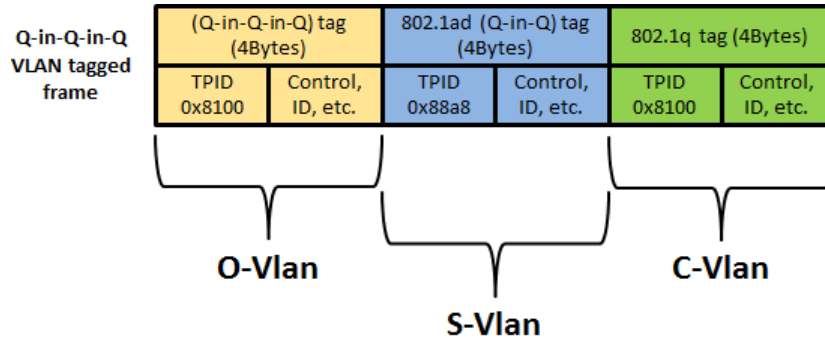 Q-in-Q-in-Q
VLAN tagged
frame
(Q-in-Q-in-Q) tag
(4Bytes)
802.1ad (Q-in-Q) tag
(4Bytes)
802.1q tag (4Bytes)
TPID
0x8100
Control,
ID, etc.
TPID
0x88a8
Control,
ID, etc.
TPID
0x8100
Control,
ID, etc.
O-Vlan
S-Vlan
C-Vlan